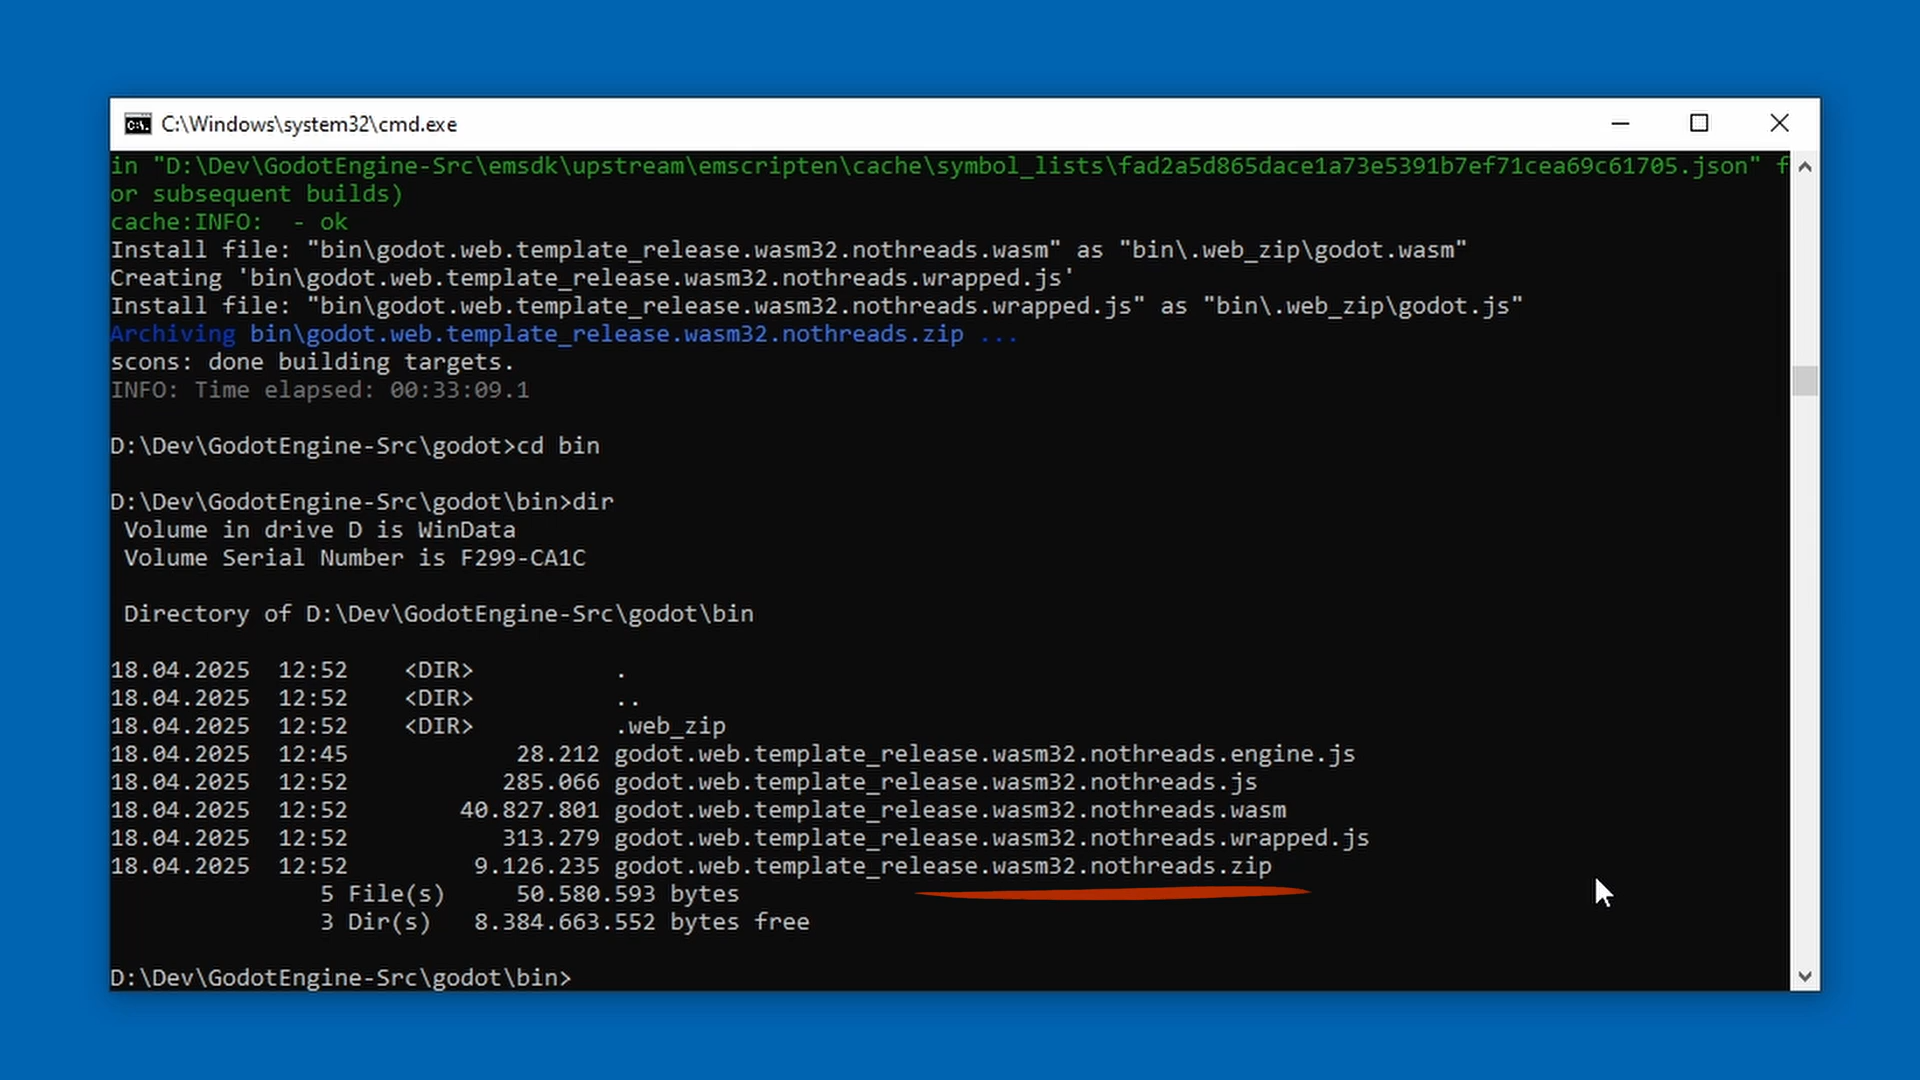 C:\Windows\system32\cmd.exe
in "D:\Dev\GodotEngine-Src\emsdk\upstream\emscripten\cache\symbol_lists\fad2a5d865dace1a73e5391b7ef71cea69c61705.json" f
or subsequent builds)
cache:INFO:  - ok
Install file: "bin\godot.web.template_release.wasm32.nothreads.wasm" as "bin\.web_zip\godot.wasm"
Creating 'bin\godot.web.template_release.wasm32.nothreads.wrapped.js'
Install file: "bin\godot.web.template_release.wasm32.nothreads.wrapped.js" as "bin\.web_zip\godot.js"
Archiving bin\godot.web.template_release.wasm32.nothreads.zip ...
scons: done building targets.
INFO: Time elapsed: 00:33:09.1
D:\Dev\GodotEngine-Src\godot>cd bin
D:\Dev\GodotEngine-Src\godot\bin>dir
Volume in drive D is WinData
Volume Serial Number is F299-CA1C
Directory of D:\Dev\GodotEngine-Src\godot\bin
18.04.2025  12:52    <DIR>          .
18.04.2025  12:52    <DIR>          ..
18.04.2025  12:52    <DIR>          .web_zip
18.04.2025  12:45            28.212 godot.web.template_release.wasm32.nothreads.engine.js
18.04.2025  12:52           285.066 godot.web.template_release.wasm32.nothreads.js
18.04.2025  12:52        40.827.801 godot.web.template_release.wasm32.nothreads.wasm
18.04.2025  12:52           313.279 godot.web.template_release.wasm32.nothreads.wrapped.js
18.04.2025  12:52         9.126.235 godot.web.template_release.wasm32.nothreads.zip
5 File(s)     50.580.593 bytes
3 Dir(s)   8.384.663.552 bytes free
D:\Dev\GodotEngine-Src\godot\bin>